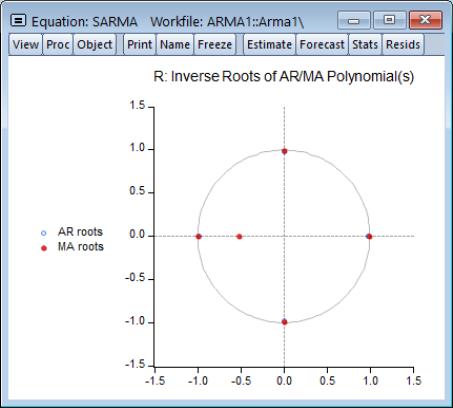 Equation: SARMA Workfile: ARMA1::Arma1\
View Proc Object Print Name Freeze Estimate Forecast Stats Resids
R: Inverse Roots of AR/MA Polynomial(s)
1.5
1.0
0.5
0.0
-0.5
-1.0
-1.5
AR roots
MA roots
-1.5 -1.0 -0.5 0.0 0.5 1.0 1.5